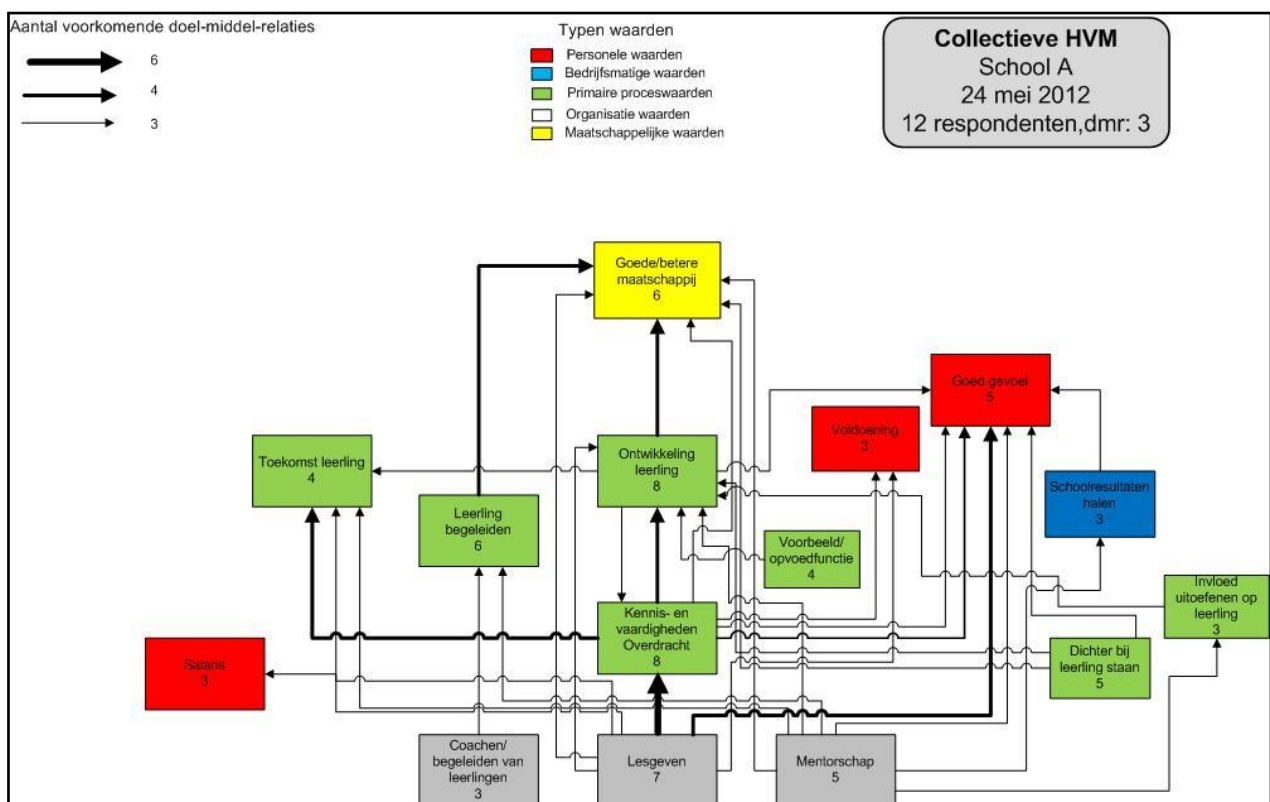 Aantal voorkomende doel-middel-relaties
6
4
3
Typen waarden
Personele waarden
Bedrijfsmatige waarden
Primaire proceswaarden
Organisatie waarden
Maatschappelijke waarden
Collectieve HVM
School A
24 mei 2012
12 respondenten,dmr: 3
Goede/betere
maatschappij
6
Goed gevoel
5
Voldoening
3
Toekomst leerling
4
Ontwikkeling
leerling
8
Schoolresultaten
halen
3
Leerling
begeleiden
6
Voorbeeld/
opvoedfunctie
4
Invloed
uitoefenen op
leerling
3
Kennis- en
vaardigheden
Overdracht
8
Dichter bij
leerling staan
5
Salaris
3
Coachen/
begeleiden van
leerlingen
3
Lesgeven
7
Mentorschap
5